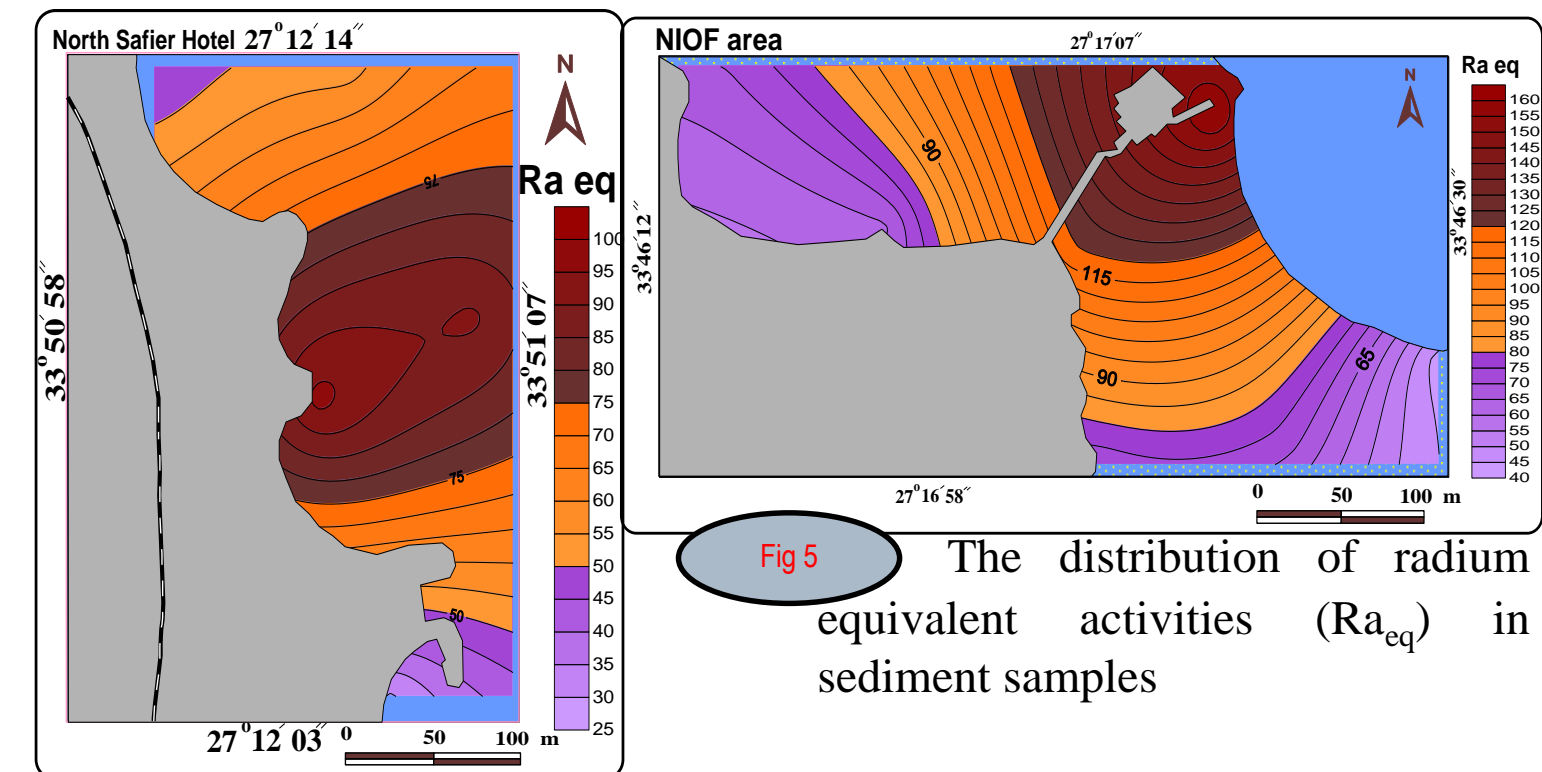 North Safier Hotel 27° 12′ 14″
N
Ra eq
100
95
90
85
80
75
70
65
60
55
50
45
40
35
30
25
75
75
50
33° 50′ 58″
33° 51′ 07″
27° 12′ 03″
0 50 100 m
NIOF area
27° 17′ 07″
Ra eq
N
160
155
150
145
140
135
130
125
120
115
110
105
100
95
90
85
80
75
70
65
60
55
50
45
40
90
115
90
65
33° 46′ 12″
33° 46′ 30″
27° 16′ 58″
0 50 100 m
Fig 5 The distribution of radium
equivalent activities (Raeq) in
sediment samples